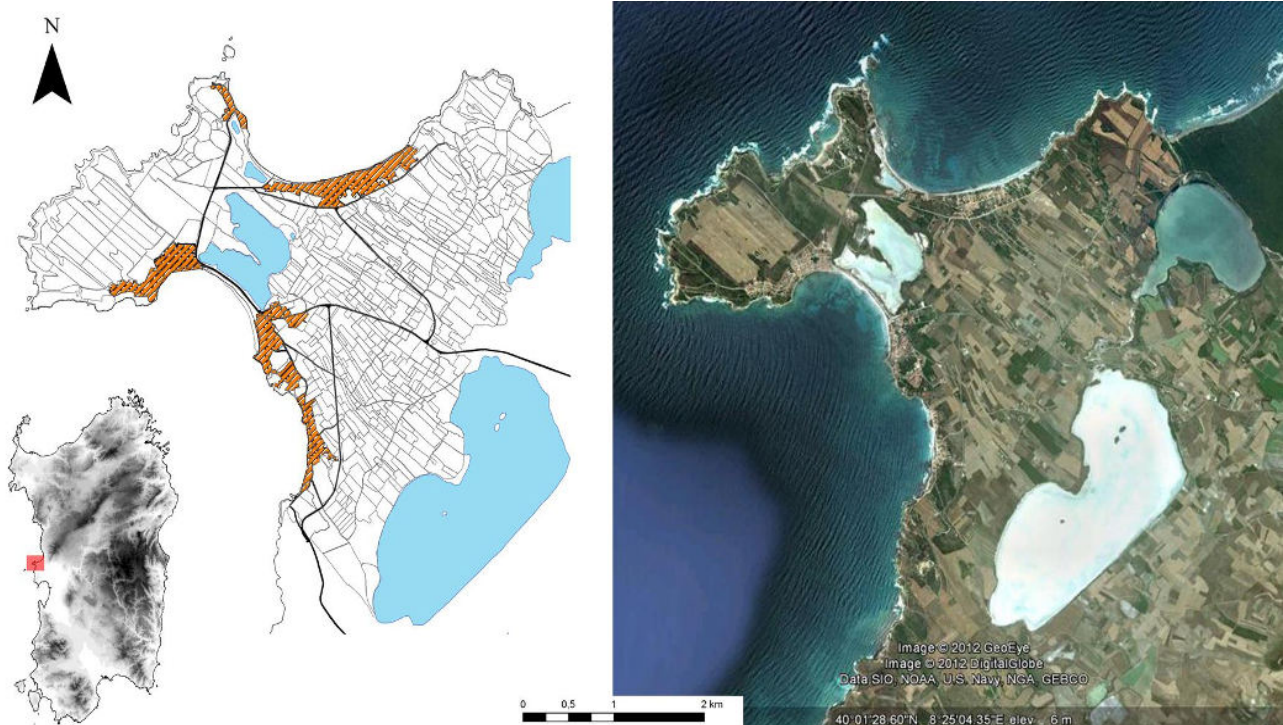 N
Image © 2012 GeoEye
Image © 2012 DigitalGlobe
Data SIO, NOAA, U.S. Navy, NGA, GEBCO
0 0,5 1 2 km
40°01'28.60"N 8°25'04.35"E elev 6 m